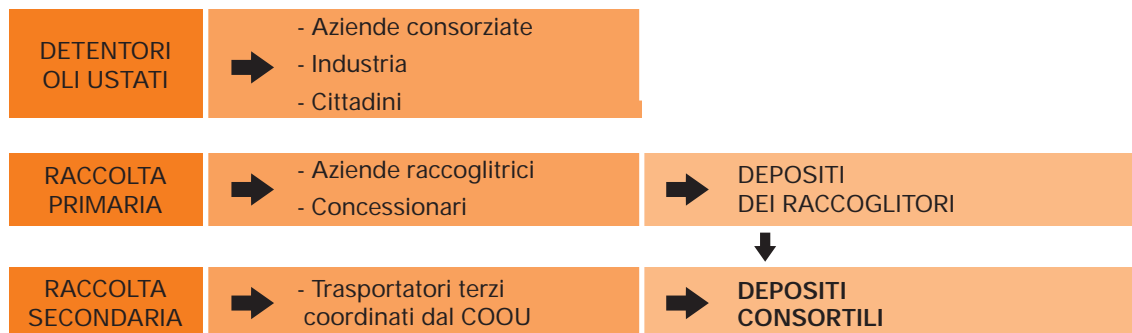 DETENTORI
OLI USTATI
- Aziende consorziate
- Industria
- Cittadini
RACCOLTA
PRIMARIA
- Aziende raccoglitrici
- Concessionari
DEPOSITI
DEI RACCOGLITORI
RACCOLTA
SECONDARIA
- Trasportatori terzi
coordinati dal COOU
DEPOSITI
CONSORTILI